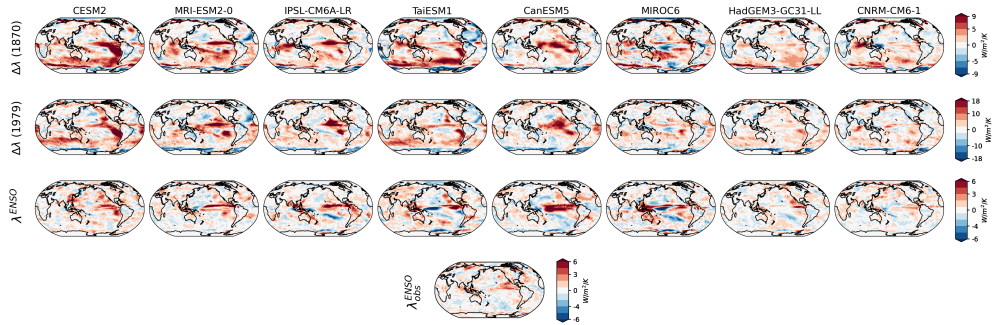 CESM2 MRI-ESM2-0 IPSL-CM6A-LR TaiESM1 CanESM5 MIROC6 HadGEM3-GC31-LL CNRM-CM6-1
Δλ (1870)
9
5
0
−5
−9
W/m²/K
Δλ (1979)
18
10
0
−10
−18
W/m²/K
λ^ENSO
6
4
0
−4
−6
W/m²/K
λ^ENSO_obs
6
4
0
−4
−6
W/m²/K